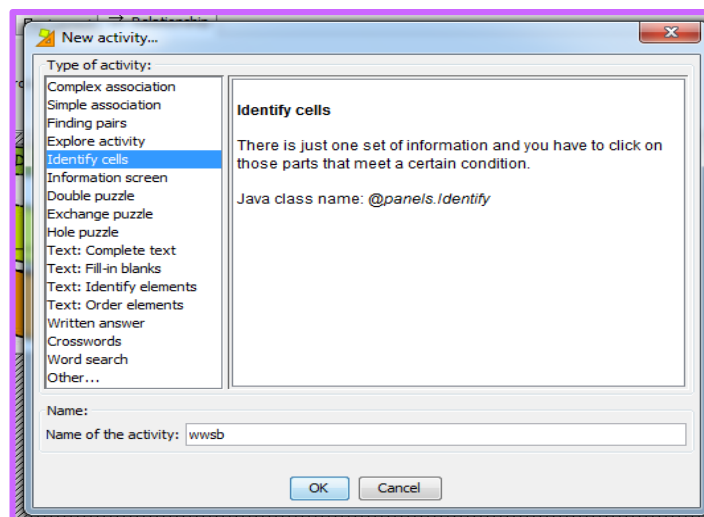 Relationship
New activity...
Type of activity:
Complex association
Simple association
Finding pairs
Explore activity
Identify cells
Information screen
Double puzzle
Exchange puzzle
Hole puzzle
Text: Complete text
Text: Fill-in blanks
Text: Identify elements
Text: Order elements
Written answer
Crosswords
Word search
Other...
Identify cells
There is just one set of information and you have to click on
those parts that meet a certain condition.
Java class name: @panels.Identify
Name:
Name of the activity: wwsb
OK Cancel